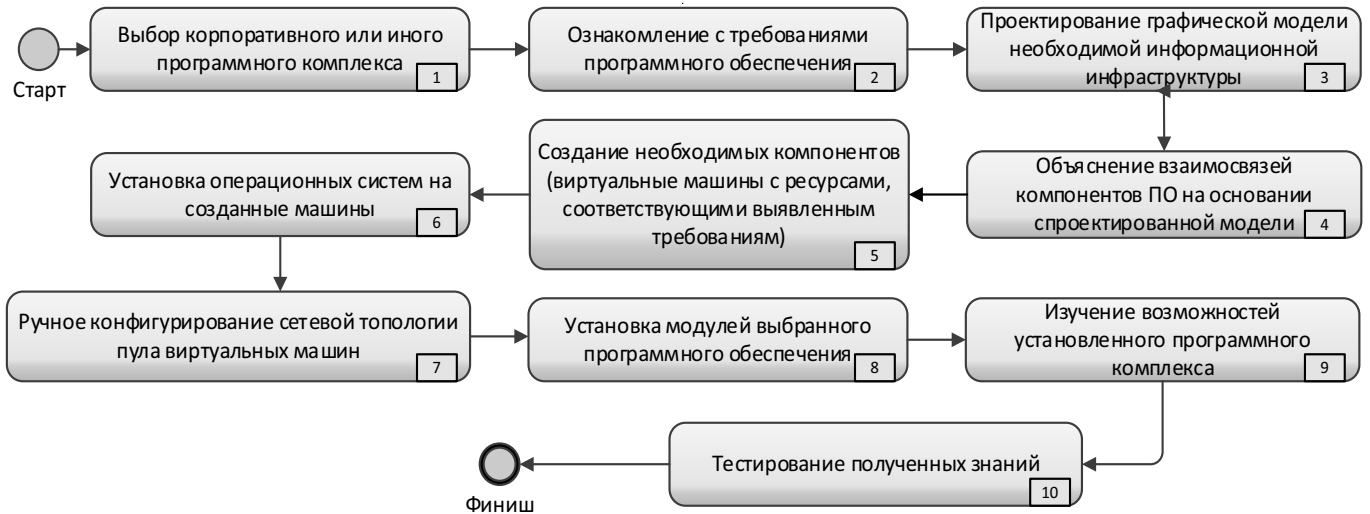 Старт
Выбор корпоративного или иного
программного комплекса
1
Ознакомление с требованиями
программного обеспечения
2
Проектирование графической модели
необходимой информационной
инфраструктуры
3
Объяснение взаимосвязей
компонентов ПО на основании
спроектированной модели
4
Создание необходимых компонентов
(виртуальные машины с ресурсами,
соответствующими выявленным
требованиям)
5
Установка операционных систем на
созданные машины
6
Ручное конфигурирование сетевой топологии
пула виртуальных машин
7
Установка модулей выбранного
программного обеспечения
8
Изучение возможностей
установленного программного
комплекса
9
Тестирование полученных знаний
10
Финиш